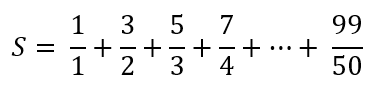 S = 1/1 + 3/2 + 5/3 + 7/4 + ⋯ + 99/50